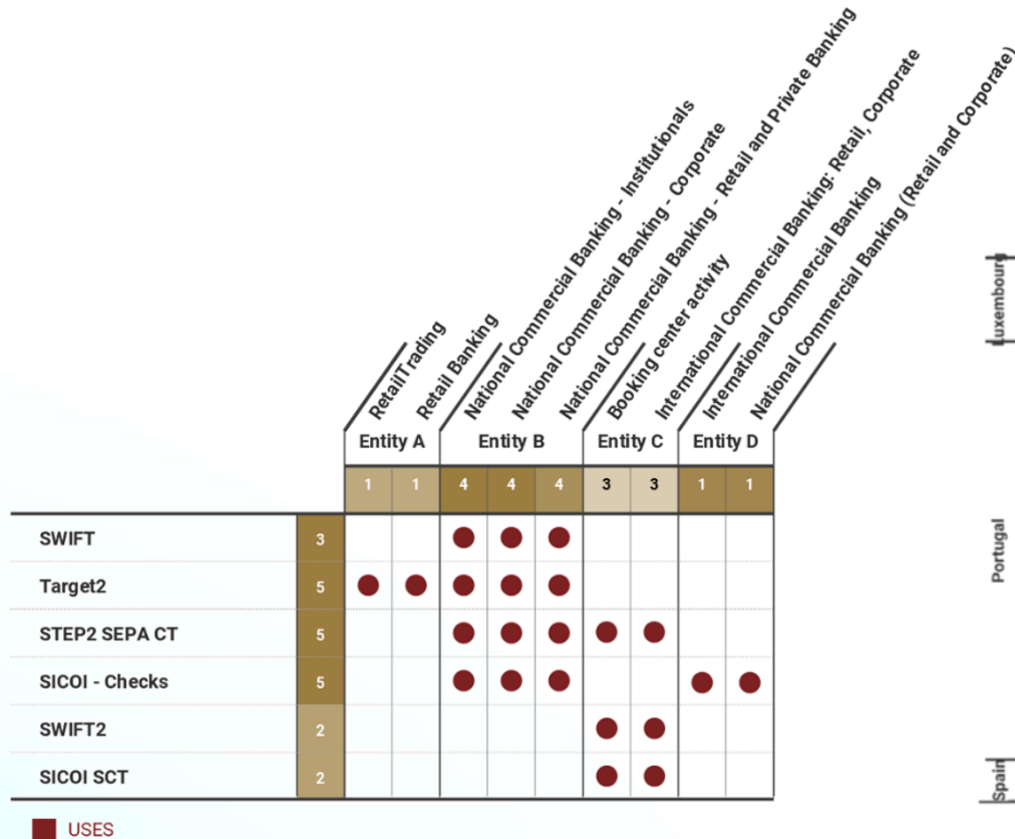 RetailTrading
Retail Banking
National Commercial Banking - Institutionals
National Commercial Banking - Corporate
National Commercial Banking - Retail and Private Banking
Booking center activity
International Commercial Banking: Retail, Corporate
International Commercial Banking
National Commercial Banking (Retail and Corporate)
Luxembourg
Entity A Entity B Entity C Entity D
1 1 4 4 4 3 3 1 1
SWIFT 3
Target2 5
Portugal
STEP2 SEPA CT 5
SICOI - Checks 5
SWIFT2 2
SICOI SCT 2
Spain
USES